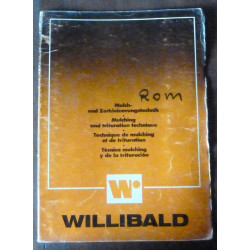 Rom
Mulch-
und Zerkleinerungstechnik
Mulching
and trituration technique
Technique de mulching
et de trituration
Técnica mulching
y de la trituración
W
WILLIBALD